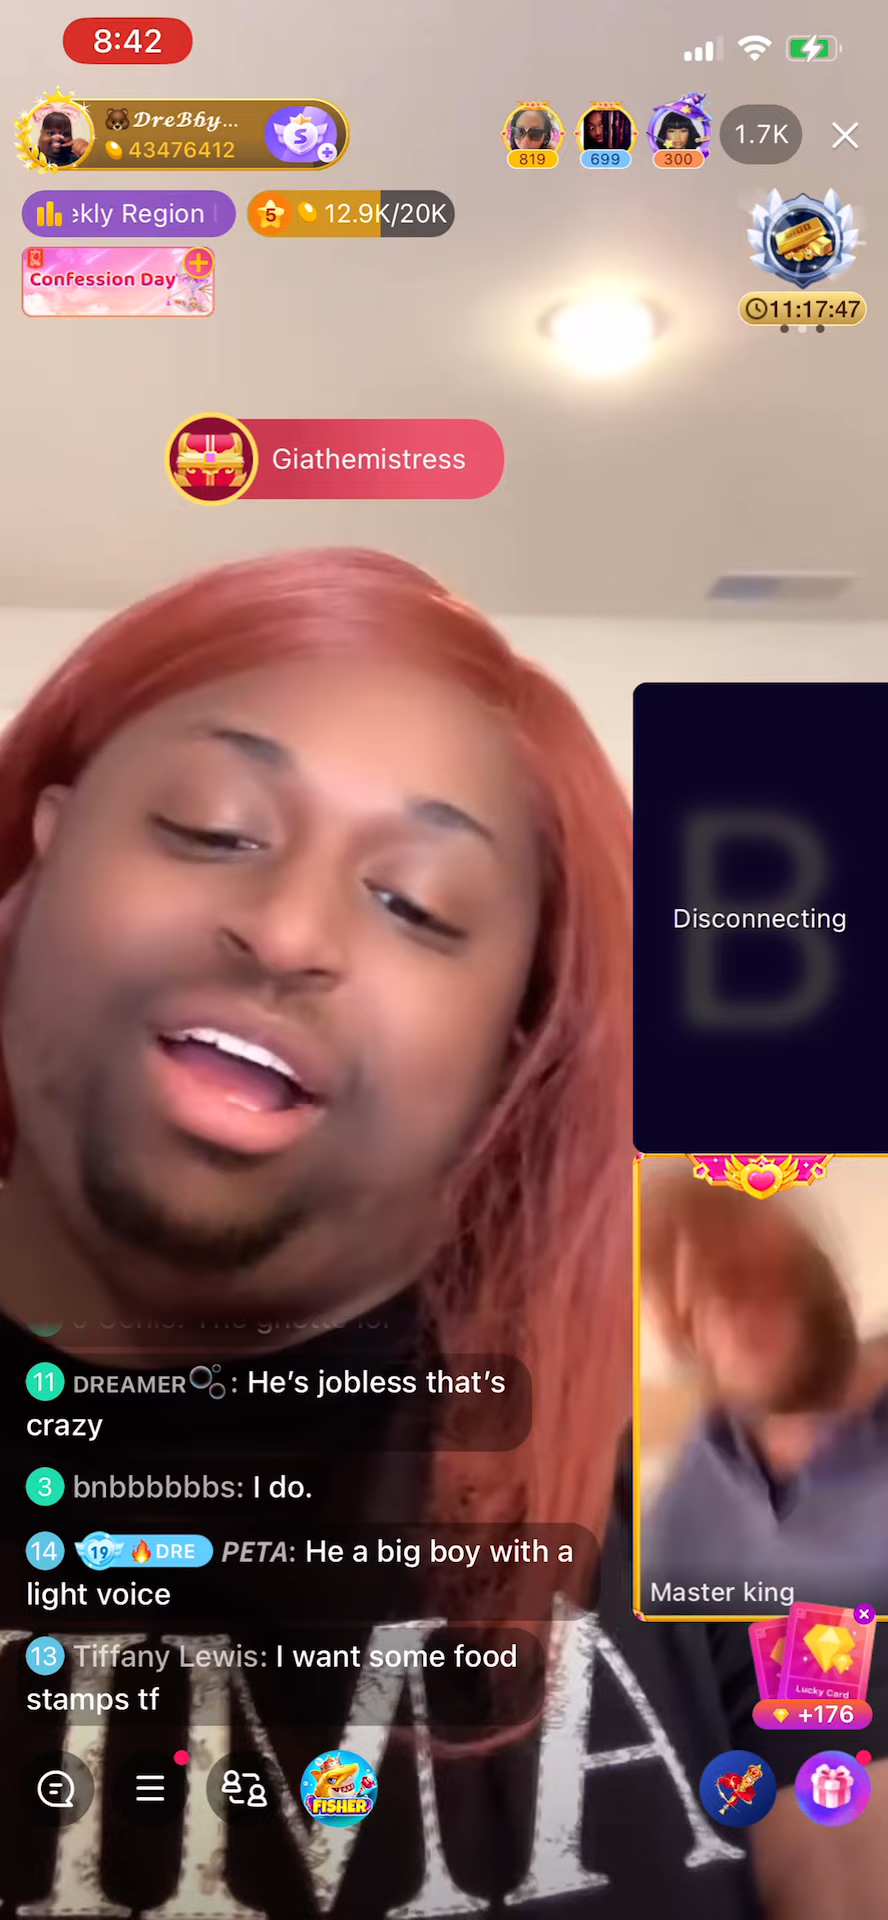 8:42
🐻DreBby...
43476412
S
819
699
300
1.7K
ekly Region
5
12.9K/20K
Confession Day
11:17:47
Giathemistress
B
Disconnecting
11 DREAMER: He's jobless that's
crazy
3 bnbbbbbbs: I do.
14 19 🔥DRE PETA: He a big boy with a
light voice
Master king
13 Tiffany Lewis: I want some food
stamps tf
Lucky Card
+176
FISHER
IMA